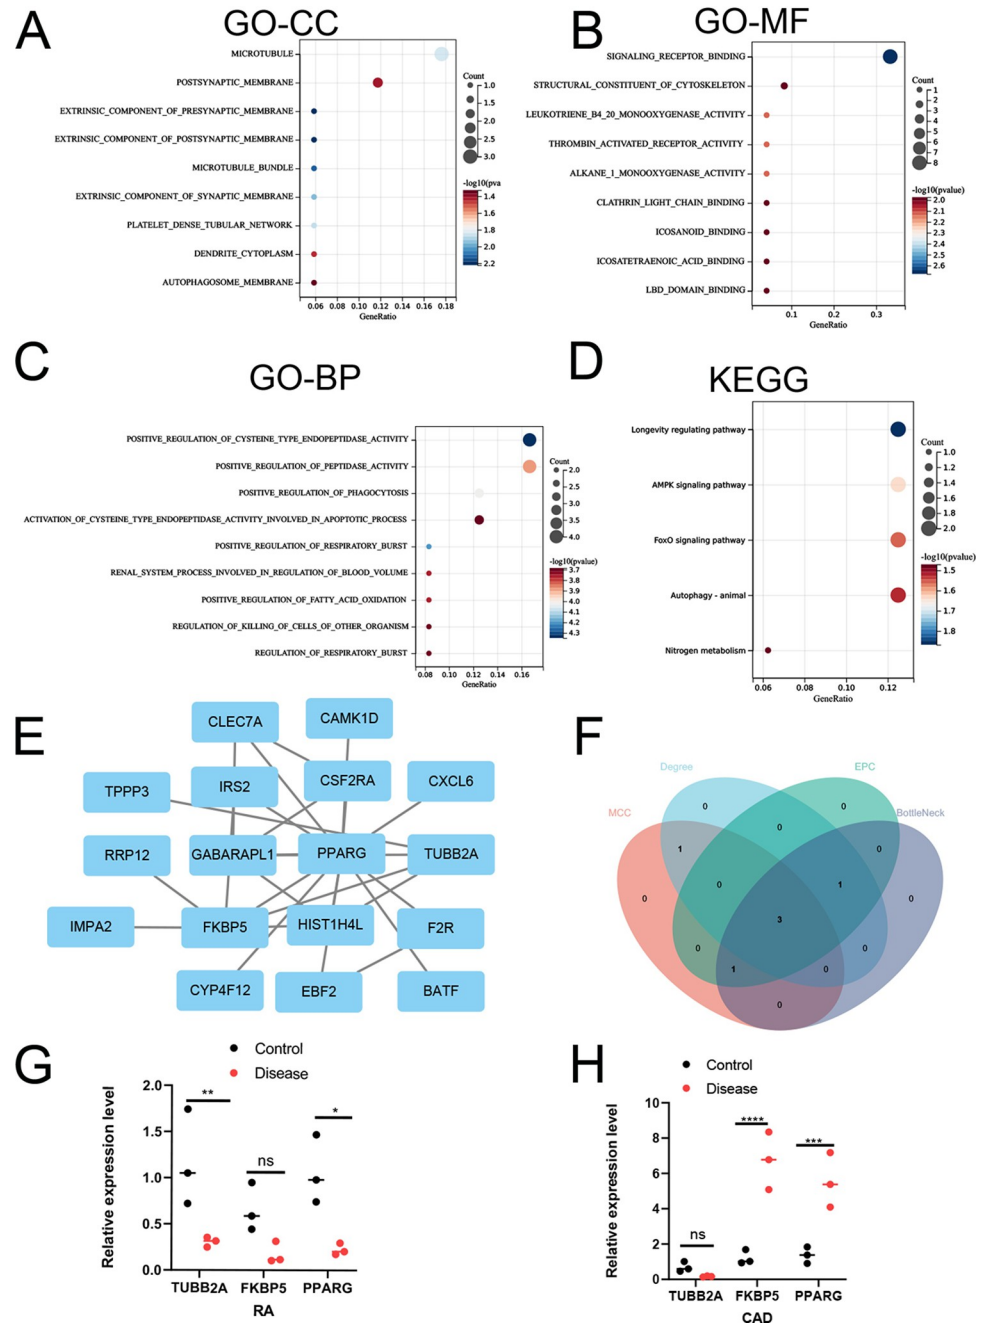 A
GO-CC
MICROTUBULE
POSTSYNAPTIC_MEMBRANE
EXTRINSIC_COMPONENT_OF_PRESYNAPTIC_MEMBRANE
EXTRINSIC_COMPONENT_OF_POSTSYNAPTIC_MEMBRANE
MICROTUBULE_BUNDLE
EXTRINSIC_COMPONENT_OF_SYNAPTIC_MEMBRANE
PLATELET_DENSE_TUBULAR_NETWORK
DENDRITE_CYTOPLASM
AUTOPHAGOSOME_MEMBRANE
0.06 0.08 0.10 0.12 0.14 0.16 0.18
GeneRatio
Count
1.0
1.5
2.0
2.5
3.0
-log10(pva
1.4
1.6
1.8
2.0
2.2
B
GO-MF
SIGNALING_RECEPTOR_BINDING
STRUCTURAL_CONSTITUENT_OF_CYTOSKELETON
LEUKOTRIENE_B4_20_MONOOXYGENASE_ACTIVITY
THROMBIN_ACTIVATED_RECEPTOR_ACTIVITY
ALKANE_1_MONOOXYGENASE_ACTIVITY
CLATHRIN_LIGHT_CHAIN_BINDING
ICOSANOID_BINDING
ICOSATETRAENOIC_ACID_BINDING
LBD_DOMAIN_BINDING
0.1 0.2 0.3
GeneRatio
Count
1
2
3
4
5
6
7
8
-log10(pvalue)
2.0
2.1
2.2
2.3
2.4
2.5
2.6
C
GO-BP
POSITIVE_REGULATION_OF_CYSTEINE_TYPE_ENDOPEPTIDASE_ACTIVITY
POSITIVE_REGULATION_OF_PEPTIDASE_ACTIVITY
POSITIVE_REGULATION_OF_PHAGOCYTOSIS
ACTIVATION_OF_CYSTEINE_TYPE_ENDOPEPTIDASE_ACTIVITY_INVOLVED_IN_APOPTOTIC_PROCESS
POSITIVE_REGULATION_OF_RESPIRATORY_BURST
RENAL_SYSTEM_PROCESS_INVOLVED_IN_REGULATION_OF_BLOOD_VOLUME
POSITIVE_REGULATION_OF_FATTY_ACID_OXIDATION
REGULATION_OF_KILLING_OF_CELLS_OF_OTHER_ORGANISM
REGULATION_OF_RESPIRATORY_BURST
0.08 0.10 0.12 0.14 0.16
GeneRatio
Count
2.0
2.5
3.0
3.5
4.0
-log10(pvalue)
3.7
3.8
3.9
4.0
4.1
4.2
4.3
D
KEGG
Longevity regulating pathway
AMPK signaling pathway
FoxO signaling pathway
Autophagy - animal
Nitrogen metabolism
0.06 0.08 0.10 0.12
GeneRatio
Count
1.0
1.2
1.4
1.6
1.8
2.0
-log10(pvalue)
1.5
1.6
1.7
1.8
E
CLEC7A
CAMK1D
TPPP3
IRS2
CSF2RA
CXCL6
RRP12
GABARAPL1
PPARG
TUBB2A
IMPA2
FKBP5
HIST1H4L
F2R
CYP4F12
EBF2
BATF
F
Degree
EPC
MCC
BottleNeck
0
0
0
1
0
0
0
1
0
3
0
0
1
0
0
G
Control
Disease
Relative expression level
2.0
1.5
1.0
0.5
0.0
**
ns
*
TUBB2A FKBP5 PPARG
RA
H
Control
Disease
Relative expression level
10
8
6
4
2
0
ns
****
***
TUBB2A FKBP5 PPARG
CAD